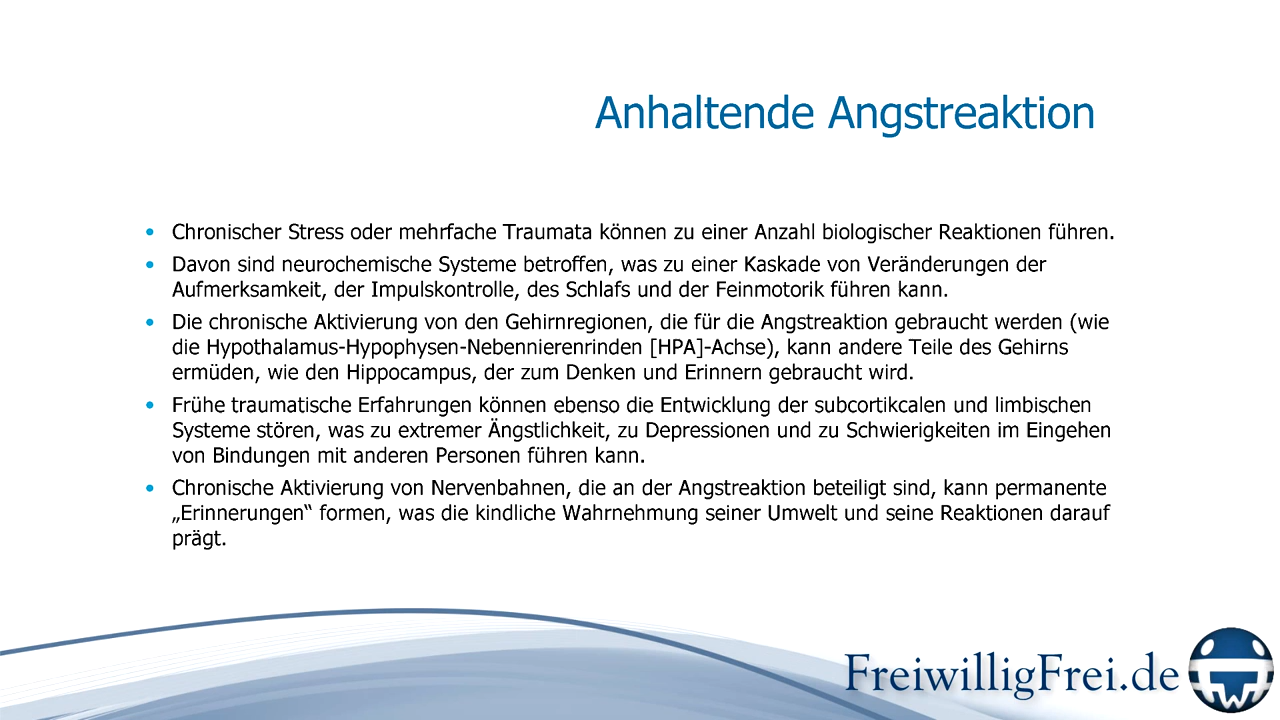 Anhaltende Angstreaktion
• Chronischer Stress oder mehrfache Traumata können zu einer Anzahl biologischer Reaktionen führen.
• Davon sind neurochemische Systeme betroffen, was zu einer Kaskade von Veränderungen der
Aufmerksamkeit, der Impulskontrolle, des Schlafs und der Feinmotorik führen kann.
• Die chronische Aktivierung von den Gehirnregionen, die für die Angstreaktion gebraucht werden (wie
die Hypothalamus-Hypophysen-Nebennierenrinden [HPA]-Achse), kann andere Teile des Gehirns
ermüden, wie den Hippocampus, der zum Denken und Erinnern gebraucht wird.
• Frühe traumatische Erfahrungen können ebenso die Entwicklung der subcortikcalen und limbischen
Systeme stören, was zu extremer Ängstlichkeit, zu Depressionen und zu Schwierigkeiten im Eingehen
von Bindungen mit anderen Personen führen kann.
• Chronische Aktivierung von Nervenbahnen, die an der Angstreaktion beteiligt sind, kann permanente
„Erinnerungen“ formen, was die kindliche Wahrnehmung seiner Umwelt und seine Reaktionen darauf
prägt.
FreiwilligFrei.de